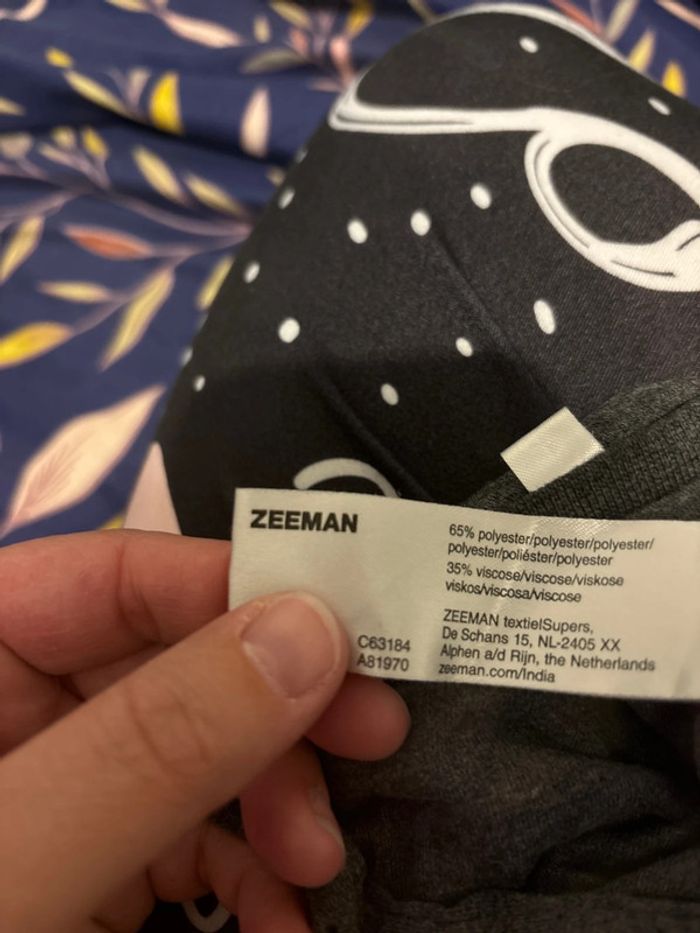 ZEEMAN
65% polyester/polyester/polyester/
polyester/poliéster/polyester
35% viscose/viscose/viskose
viskos/viscosa/viscose
ZEEMAN textielSupers,
De Schans 15, NL-2405 XX
Alphen a/d Rijn, the Netherlands
zeeman.com/India
C63184
A81970